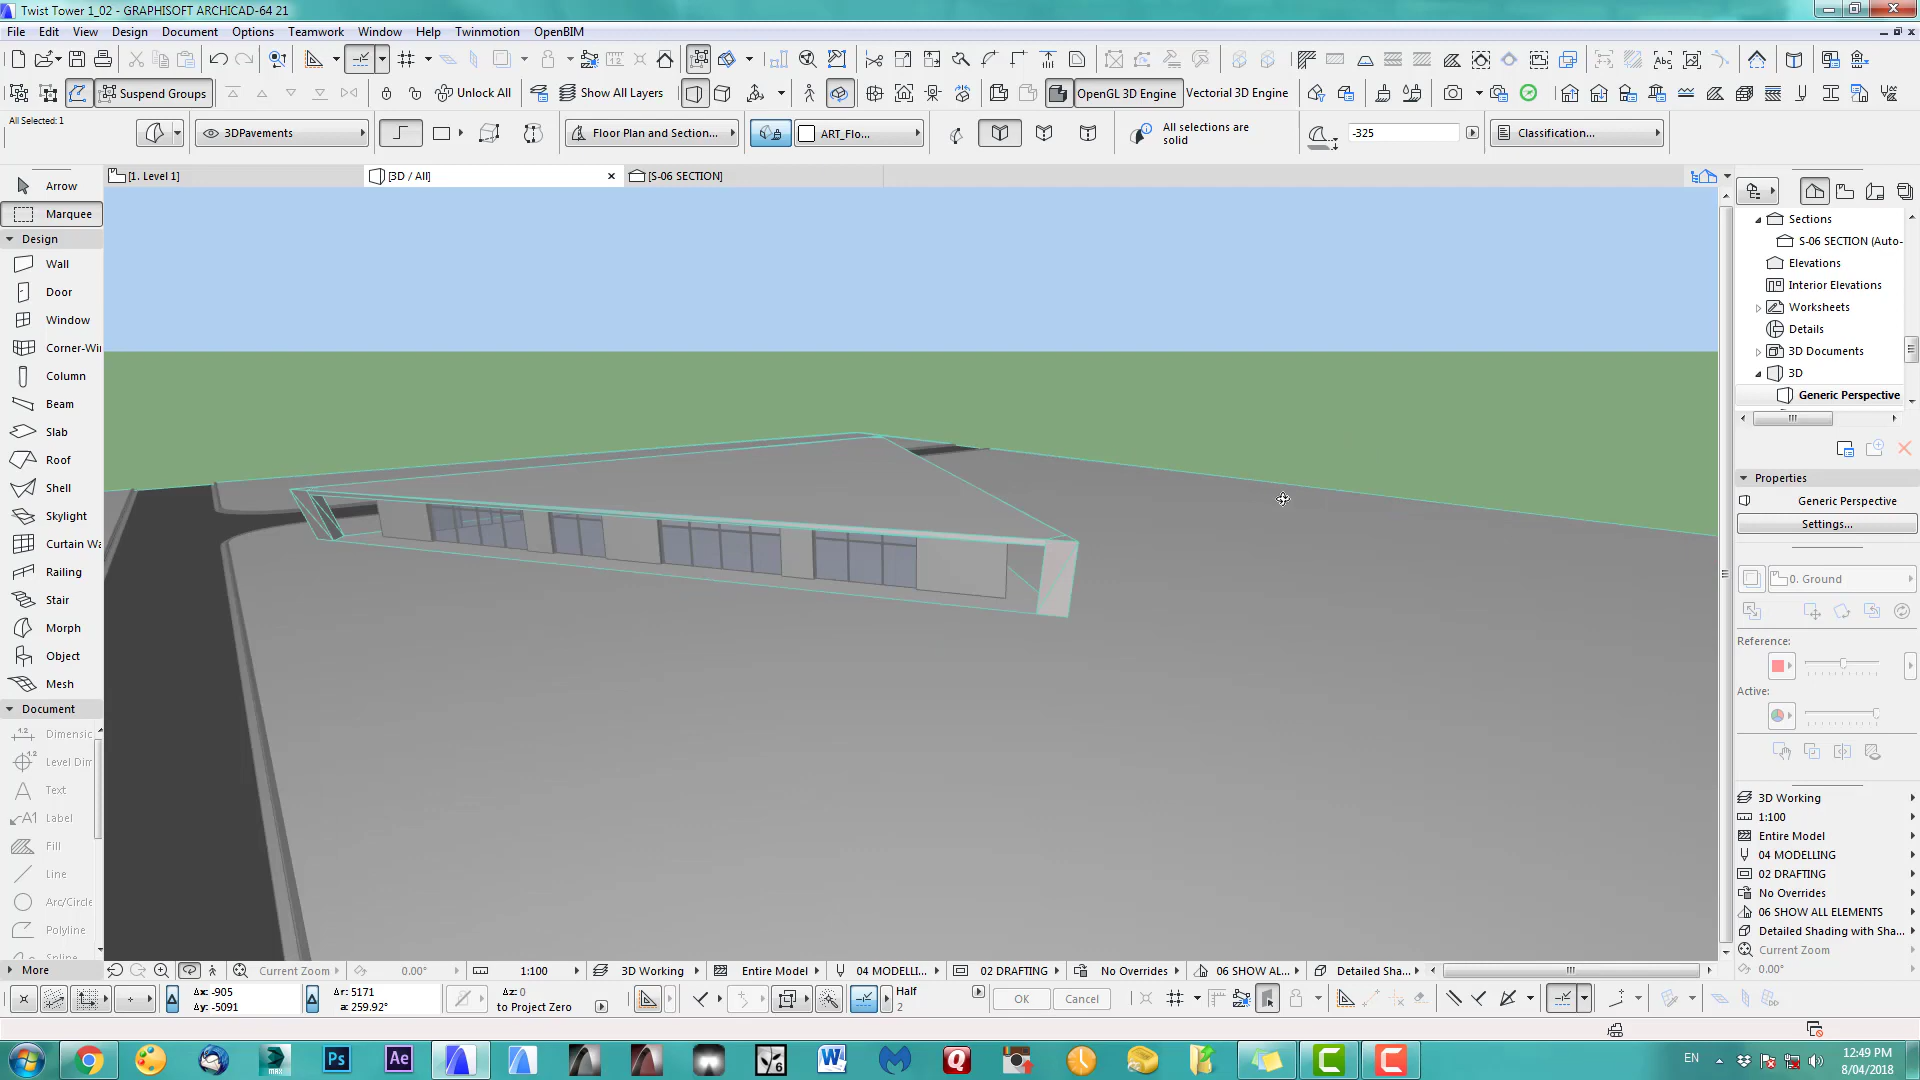 Twist Tower 1_02 - GRAPHISOFT ARCHICAD-64 21
File Edit View Design Document Options Teamwork Window Help Twinmotion OpenBIM
Suspend Groups Unlock All Show All Layers OpenGL 3D Engine Vectorial 3D Engine
All Selected: 1
3DPavements Floor Plan and Section... ART_Flo... All selections are solid -325 Classification...
[1. Level 1] [3D / All] [S-06 SECTION]
Arrow
Marquee
Design
Wall
Door
Window
Corner-Wi
Column
Beam
Slab
Roof
Shell
Skylight
Curtain Wa
Railing
Stair
Morph
Object
Mesh
Document
Dimensic
Level Dim
Text
Label
Fill
Line
Arc/Circle
Polyline
Spline
More
Sections
S-06 SECTION (Auto-
Elevations
Interior Elevations
Worksheets
Details
3D Documents
3D
Generic Perspective
Properties
Generic Perspective
Settings...
0. Ground
Reference:
Active:
3D Working
1:100
Entire Model
04 MODELLING
02 DRAFTING
No Overrides
06 SHOW ALL ELEMENTS
Detailed Shading with Sha...
Current Zoom
0.00°
Current Zoom 0.00° 1:100 3D Working Entire Model 04 MODELLI... 02 DRAFTING No Overrides 06 SHOW AL... Detailed Sha...
Δx: -905 Δr: 5171 Δz: 0 Half
Δy: -5091 a: 259.92° to Project Zero 2 OK Cancel
MAX Ps Ae 6 W Q C C EN 12:49 PM
8/04/2018